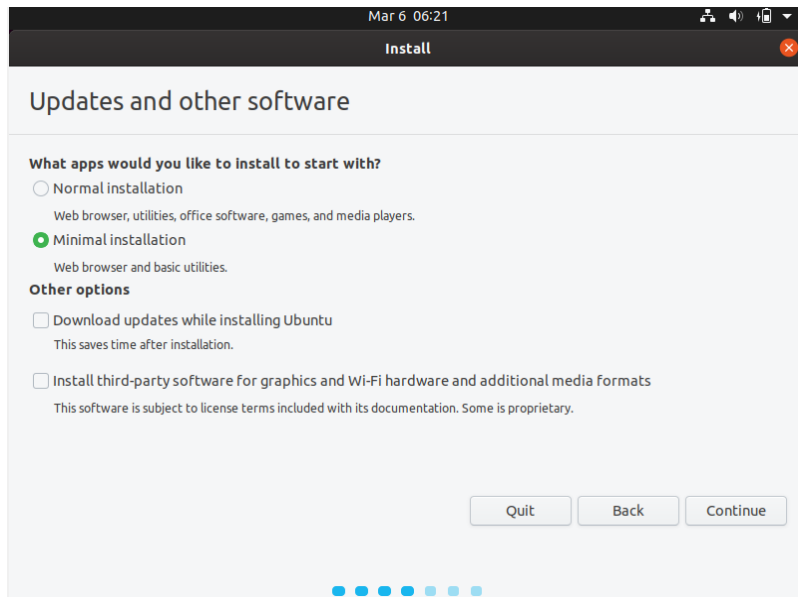 Mar 6 06:21
Install
Updates and other software
What apps would you like to install to start with?
Normal installation
Web browser, utilities, office software, games, and media players.
Minimal installation
Web browser and basic utilities.
Other options
Download updates while installing Ubuntu
This saves time after installation.
Install third-party software for graphics and Wi-Fi hardware and additional media formats
This software is subject to license terms included with its documentation. Some is proprietary.
Quit Back Continue